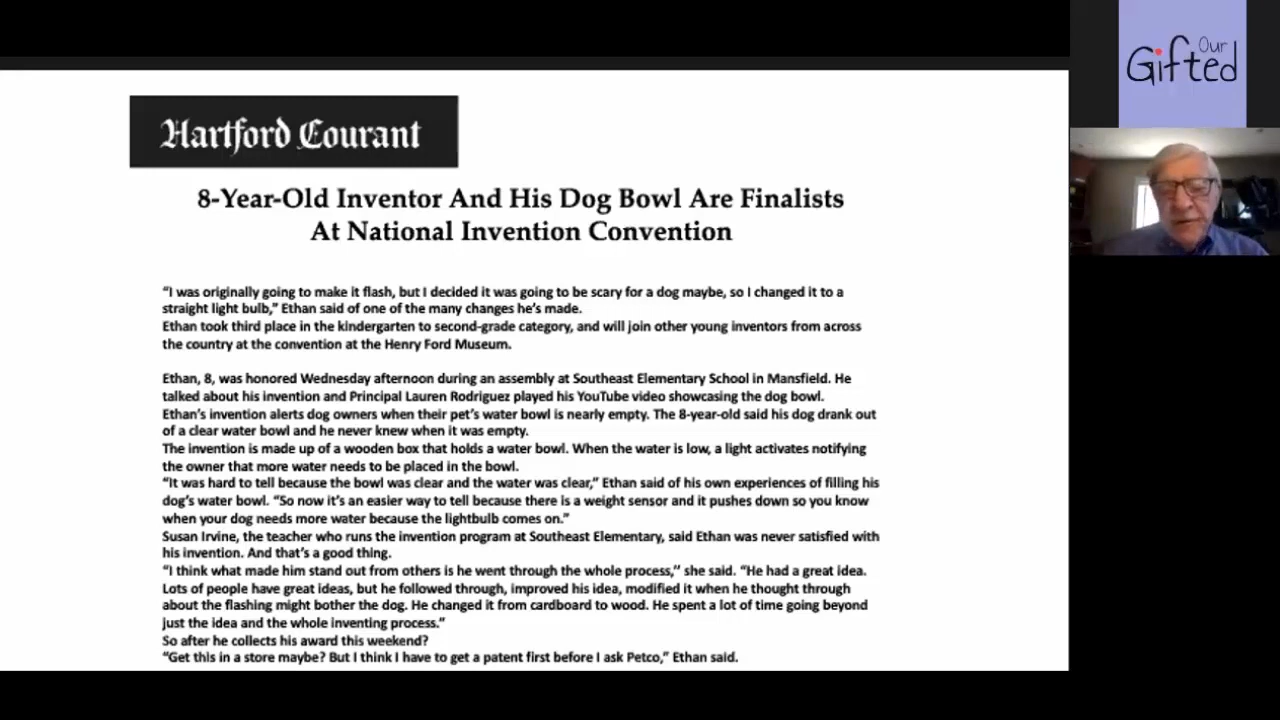 Our
Gifted
Hartford Courant
8-Year-Old Inventor And His Dog Bowl Are Finalists
At National Invention Convention
“I was originally going to make it flash, but I decided it was going to be scary for a dog maybe, so I changed it to a
straight light bulb,” Ethan said of one of the many changes he’s made.
Ethan took third place in the kindergarten to second-grade category, and will join other young inventors from across
the country at the convention at the Henry Ford Museum.
Ethan, 8, was honored Wednesday afternoon during an assembly at Southeast Elementary School in Mansfield. He
talked about his invention and Principal Lauren Rodriguez played his YouTube video showcasing the dog bowl.
Ethan’s invention alerts dog owners when their pet’s water bowl is nearly empty. The 8-year-old said his dog drank out
of a clear water bowl and he never knew when it was empty.
The invention is made up of a wooden box that holds a water bowl. When the water is low, a light activates notifying
the owner that more water needs to be placed in the bowl.
“It was hard to tell because the bowl was clear and the water was clear,” Ethan said of his own experiences of filling his
dog’s water bowl. “So now it’s an easier way to tell because there is a weight sensor and it pushes down so you know
when your dog needs more water because the lightbulb comes on.”
Susan Irvine, the teacher who runs the invention program at Southeast Elementary, said Ethan was never satisfied with
his invention. And that’s a good thing.
“I think what made him stand out from others is he went through the whole process,” she said. “He had a great idea.
Lots of people have great ideas, but he followed through, improved his idea, modified it when he thought through
about the flashing might bother the dog. He changed it from cardboard to wood. He spent a lot of time going beyond
just the idea and the whole inventing process.”
So after he collects his award this weekend?
“Get this in a store maybe? But I think I have to get a patent first before I ask Petco,” Ethan said.